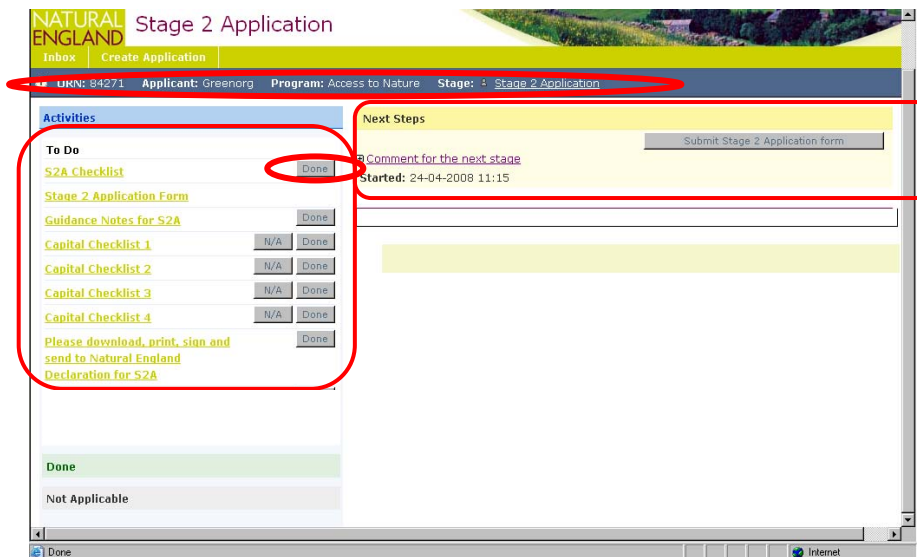 NATURAL ENGLAND
Stage 2 Application
Inbox Create Application
URN: 84271 Applicant: Greenorg Program: Access to Nature Stage: Stage 2 Application
Activities
To Do
S2A Checklist Done
Stage 2 Application Form
Guidance Notes for S2A Done
Capital Checklist 1 N/A Done
Capital Checklist 2 N/A Done
Capital Checklist 3 N/A Done
Capital Checklist 4 N/A Done
Please download, print, sign and Done
send to Natural England
Declaration for S2A
Done
Not Applicable
Next Steps
Submit Stage 2 Application form
Comment for the next stage
Started: 24-04-2008 11:15
Done Internet